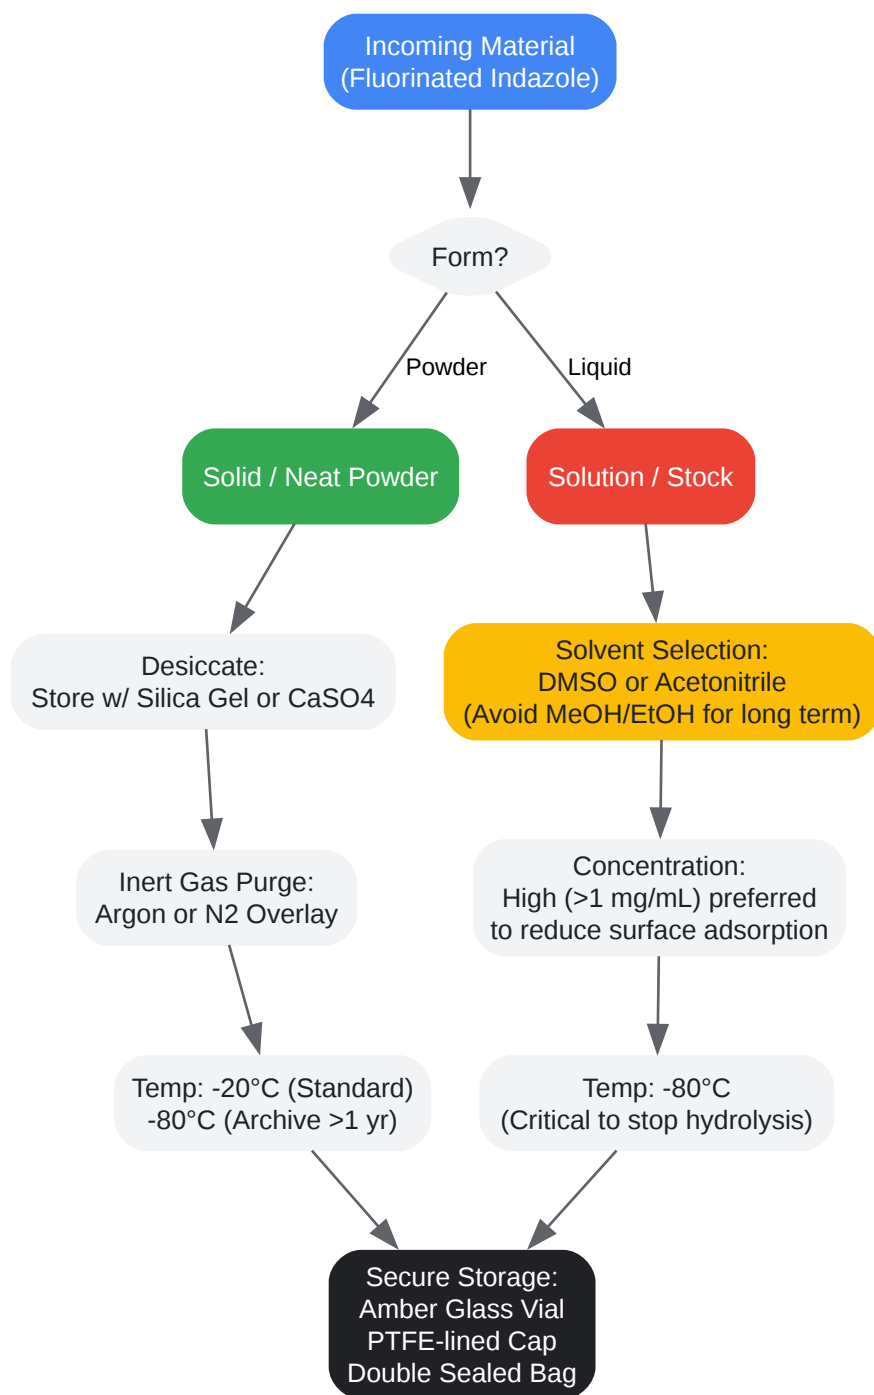 Incoming Material
(Fluorinated Indazole)
Form?
Powder
Liquid
Solid / Neat Powder
Solution / Stock
Desiccate:
Store w/ Silica Gel or CaSO4
Solvent Selection:
DMSO or Acetonitrile
(Avoid MeOH/EtOH for long term)
Inert Gas Purge:
Argon or N2 Overlay
Concentration:
High (>1 mg/mL) preferred
to reduce surface adsorption
Temp: -20°C (Standard)
-80°C (Archive >1 yr)
Temp: -80°C
(Critical to stop hydrolysis)
Secure Storage:
Amber Glass Vial
PTFE-lined Cap
Double Sealed Bag